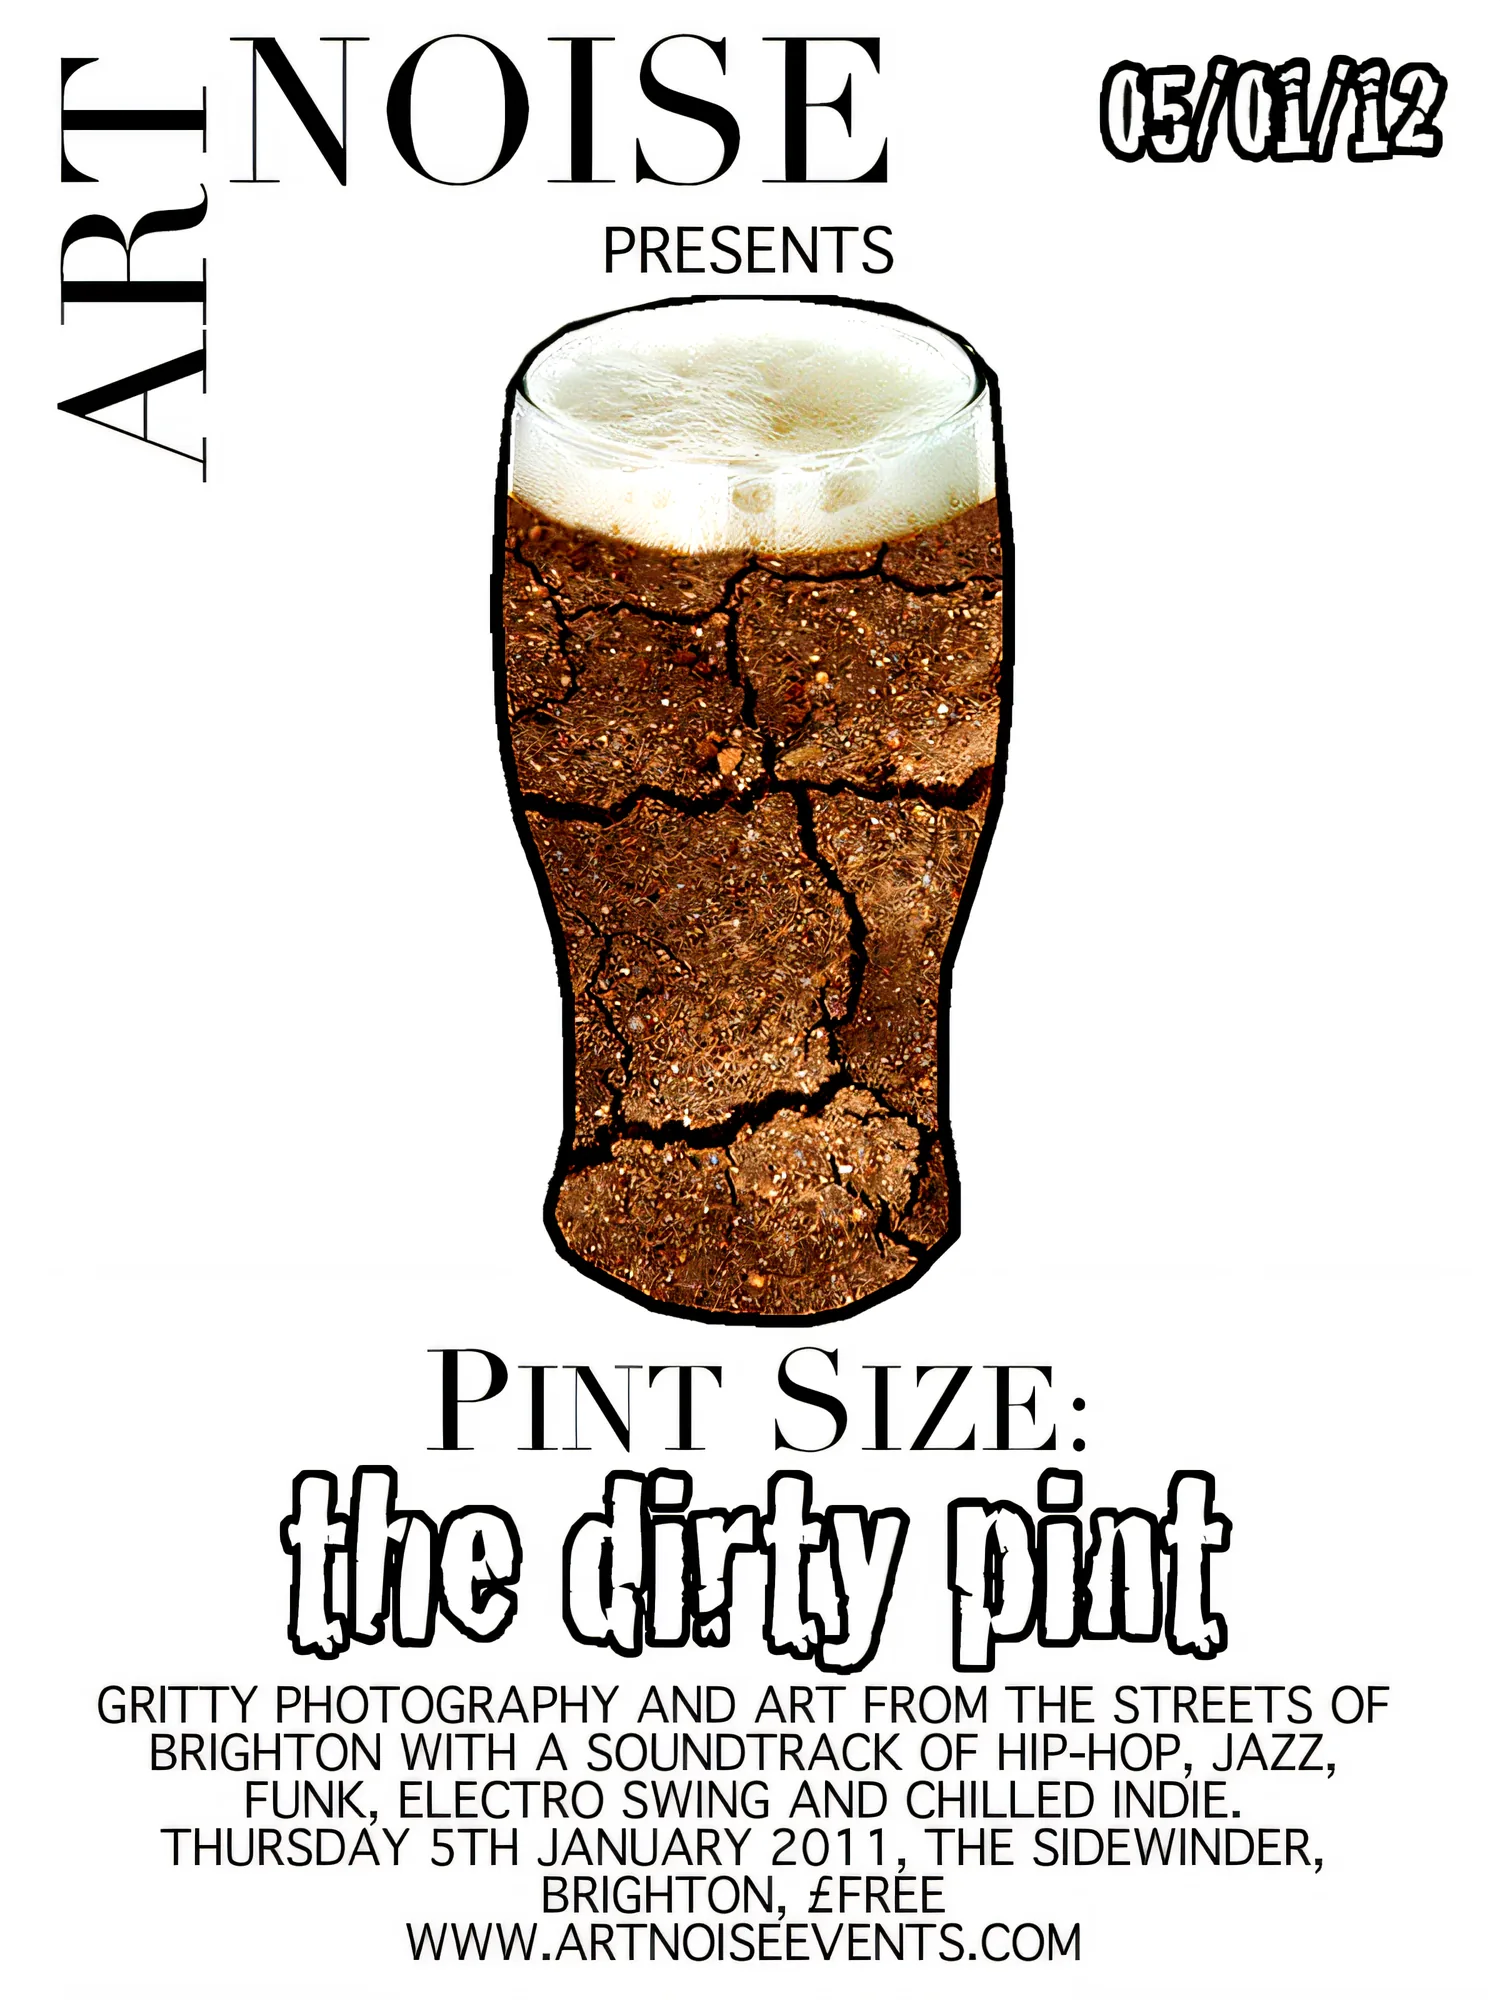 ART NOISE
05/01/12
PRESENTS
PINT SIZE:
the dirty pint
GRITTY PHOTOGRAPHY AND ART FROM THE STREETS OF
BRIGHTON WITH A SOUNDTRACK OF HIP-HOP, JAZZ,
FUNK, ELECTRO SWING AND CHILLED INDIE.
THURSDAY 5TH JANUARY 2011, THE SIDEWINDER,
BRIGHTON, £FREE
WWW.ARTNOISEEVENTS.COM